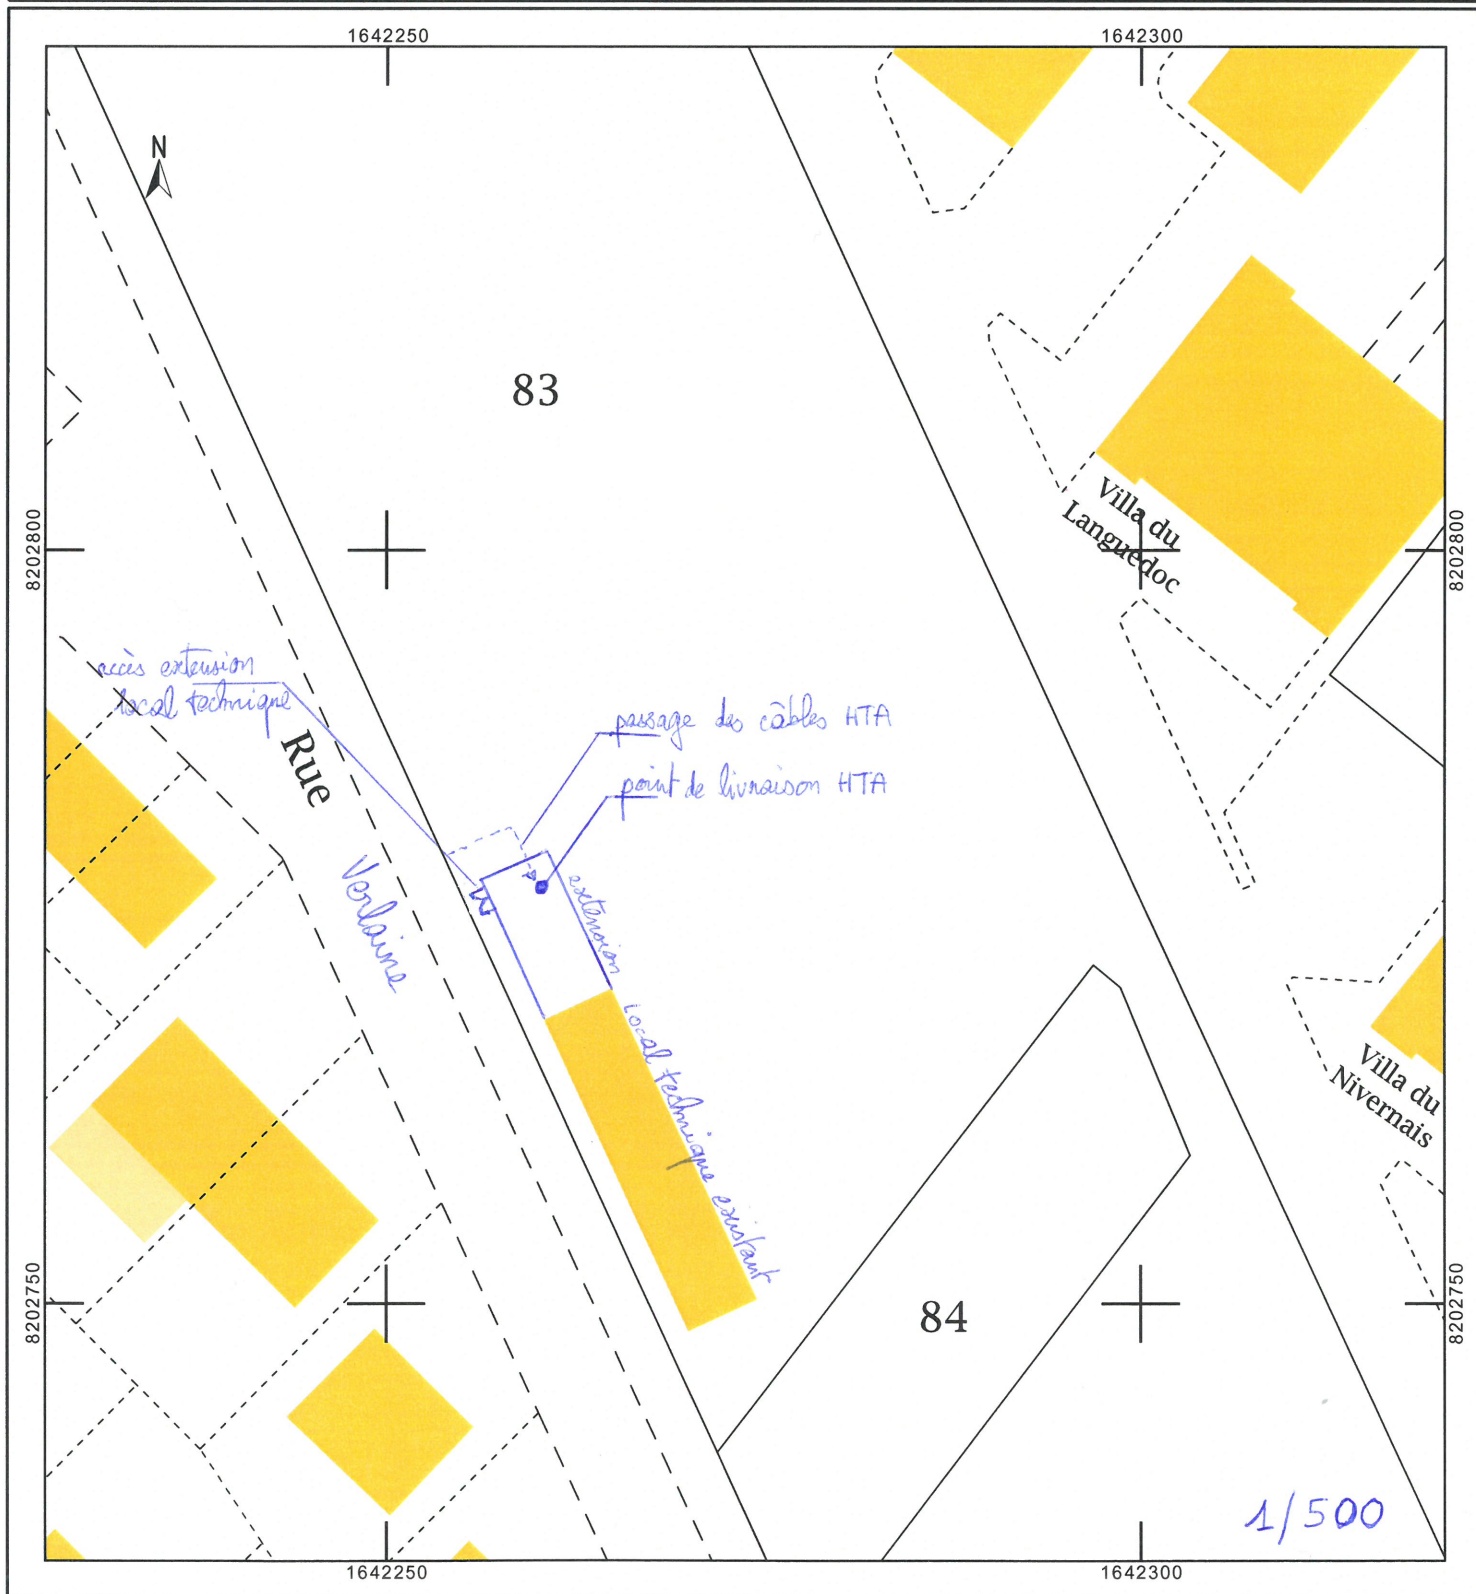 1642250
1642300
N
83
8202800
8202800
Villa du
Languedoc
accès extension
local technique
passage des câbles HTA
Rue
point de livraison HTA
Verlaine
extension
Local technique existant
Villa du
Nivernais
8202750
84
8202750
1/500
1642250
1642300